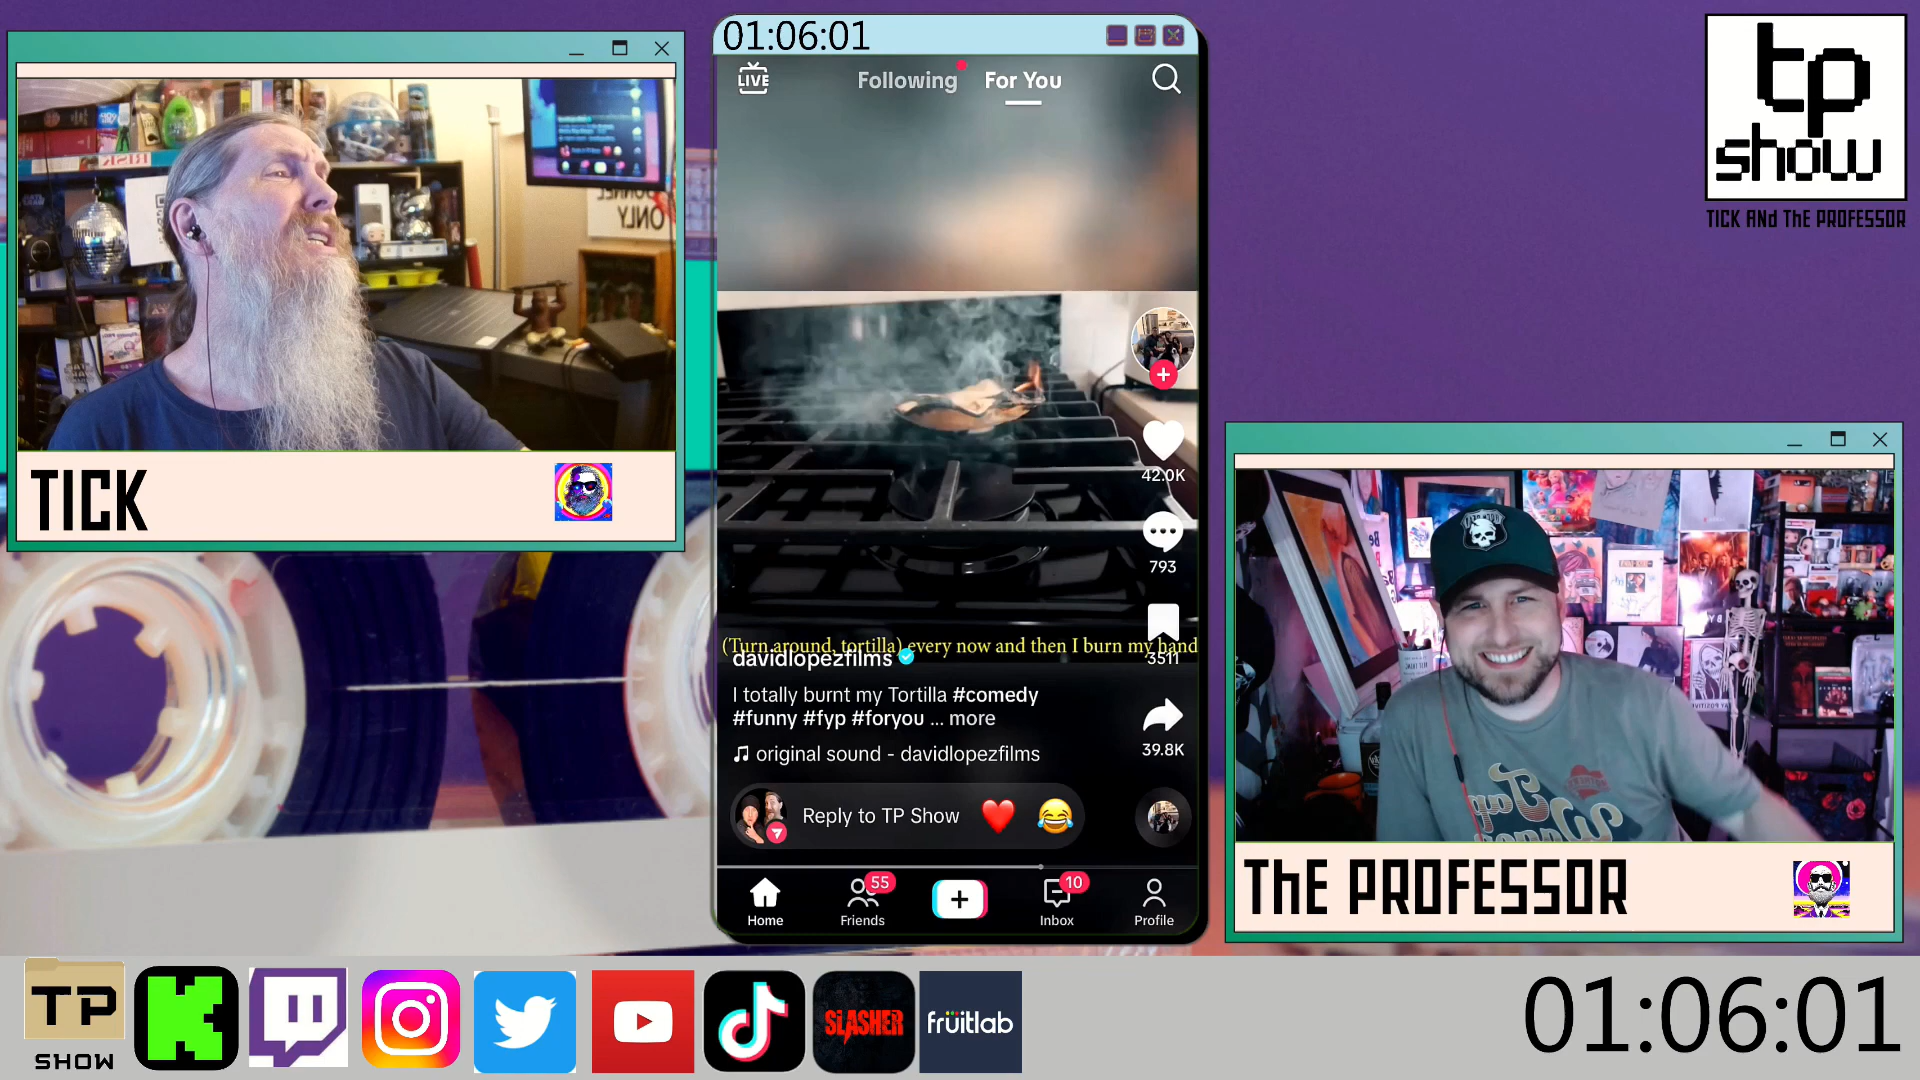 01:06:01
LIVE
Following
For You
tp
show
TICK AND THE PROFESSOR
RISK
ONLY
TICK
42.0K
793
(Turn around, tortilla) every now and then I burn my hand
3511
davidlopezfilms
I totally burnt my Tortilla #comedy
#funny #fyp #foryou ... more
original sound - davidlopezfilms
39.8K
Reply to TP Show
55
10
Home
Friends
Inbox
Profile
THE PROFESSOR
TP
SHOW
SLASHER
fruitlab
01:06:01